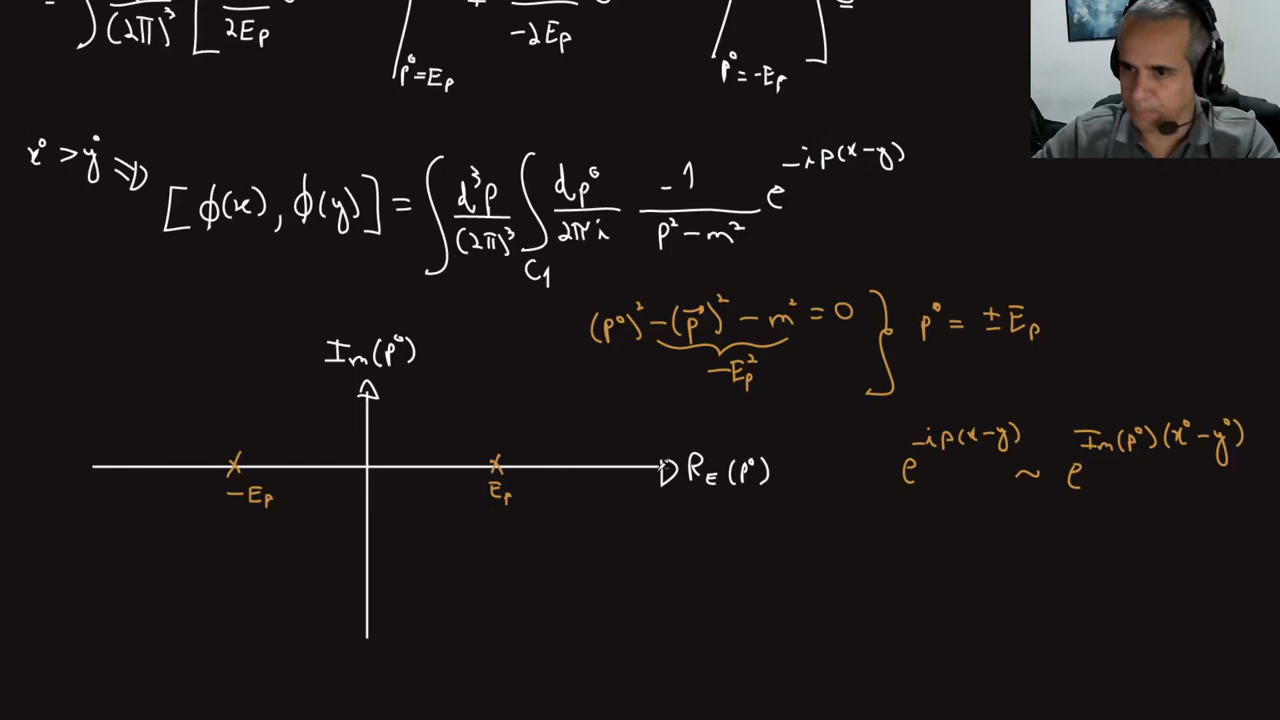 = ∫ /(2π)³ [ /2E_p | p⁰=E_p + /-2E_p | p⁰=-E_p ]
x⁰ > y⁰ ⇒ [ϕ(x), ϕ(y)] = ∫ d³p/(2π)³ ∫_{C1} dp⁰/2πi -1/(p²-m²) e^{-ip(x-y)}
(p⁰)² - (p⃗)² - m² = 0 } p⁰ = ± E_p
-E_p²
Im(p⁰)
e^{-ip(x-y)} ~ e^{Im(p⁰)(x⁰-y⁰)}
R_E(p⁰)
-E_p
E_p